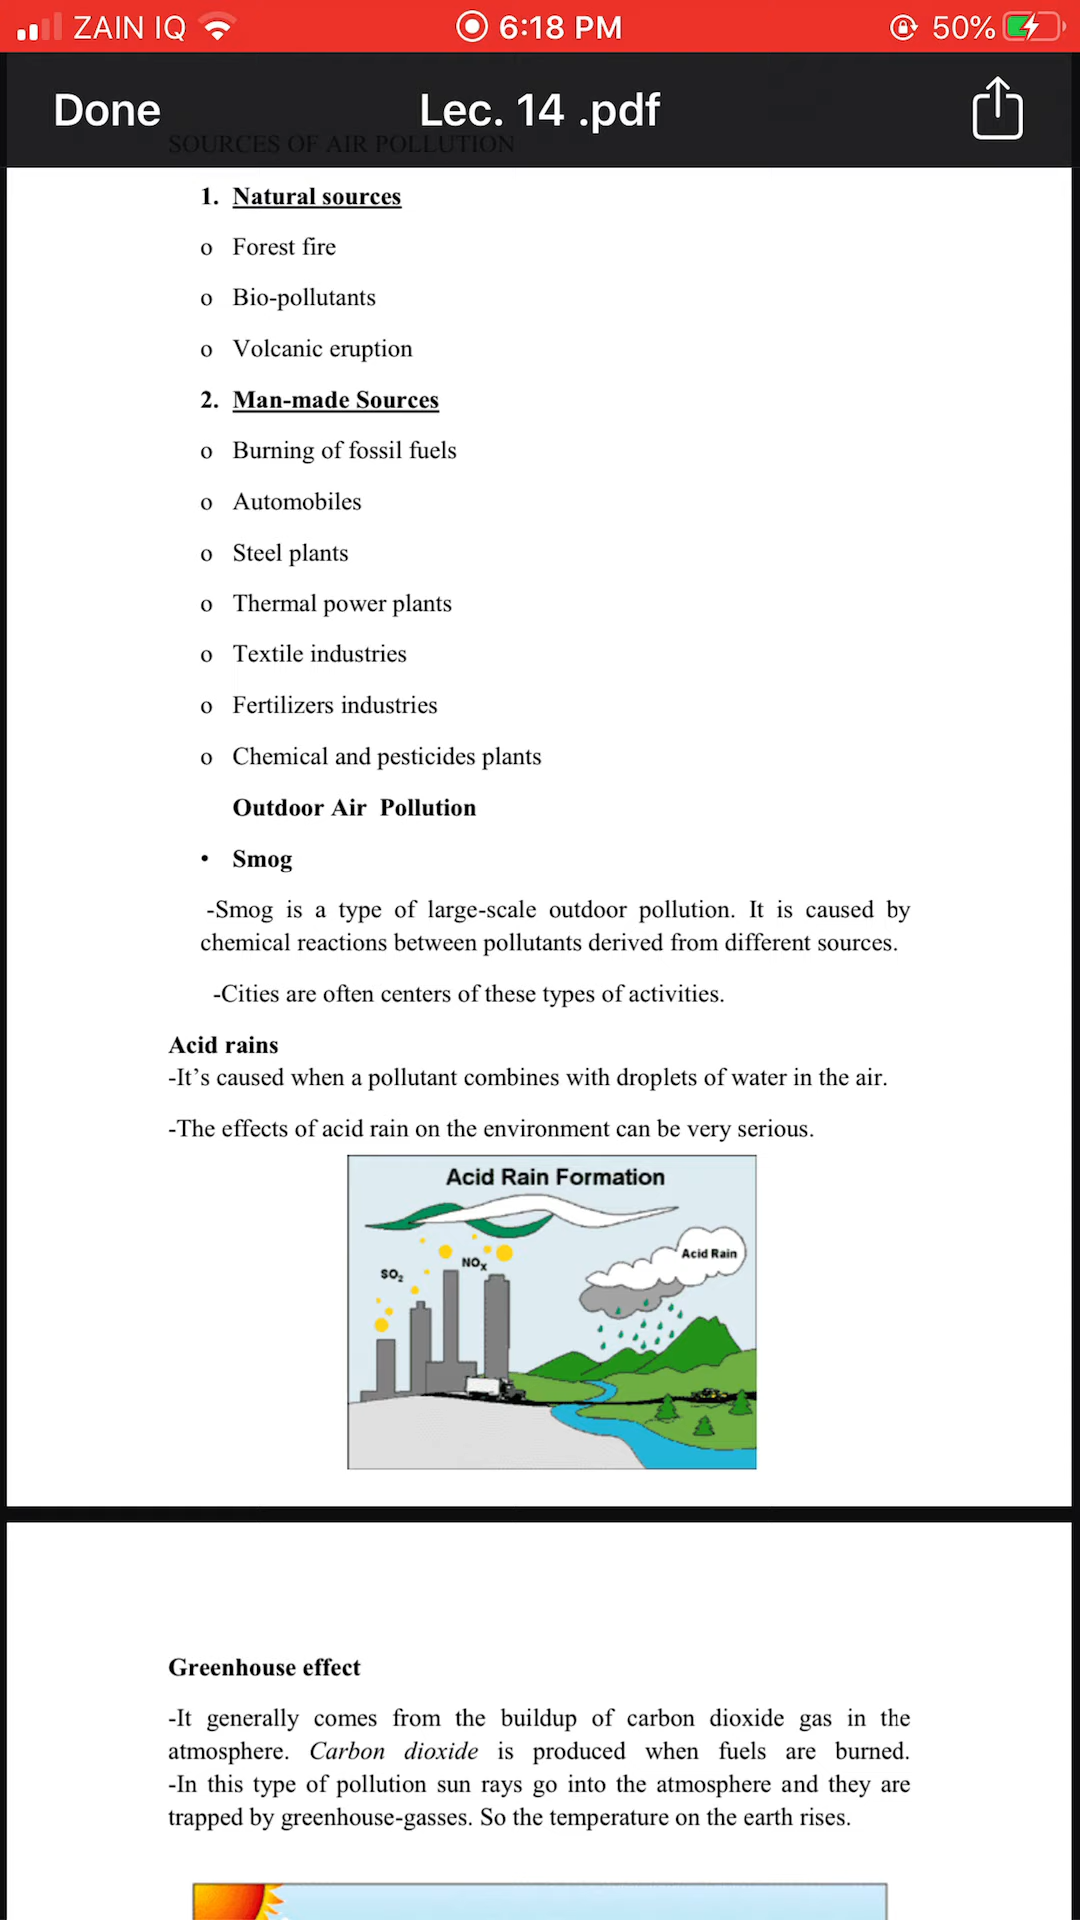 ZAIN IQ 6:18 PM 50%
Done Lec. 14 .pdf
SOURCES OF AIR POLLUTION
1. Natural sources
o Forest fire
o Bio-pollutants
o Volcanic eruption
2. Man-made Sources
o Burning of fossil fuels
o Automobiles
o Steel plants
o Thermal power plants
o Textile industries
o Fertilizers industries
o Chemical and pesticides plants
Outdoor Air Pollution
• Smog
-Smog is a type of large-scale outdoor pollution. It is caused by
chemical reactions between pollutants derived from different sources.
-Cities are often centers of these types of activities.
Acid rains
-It’s caused when a pollutant combines with droplets of water in the air.
-The effects of acid rain on the environment can be very serious.
Acid Rain Formation
Acid Rain
NOx
SO2
Greenhouse effect
-It generally comes from the buildup of carbon dioxide gas in the
atmosphere. Carbon dioxide is produced when fuels are burned.
-In this type of pollution sun rays go into the atmosphere and they are
trapped by greenhouse-gasses. So the temperature on the earth rises.